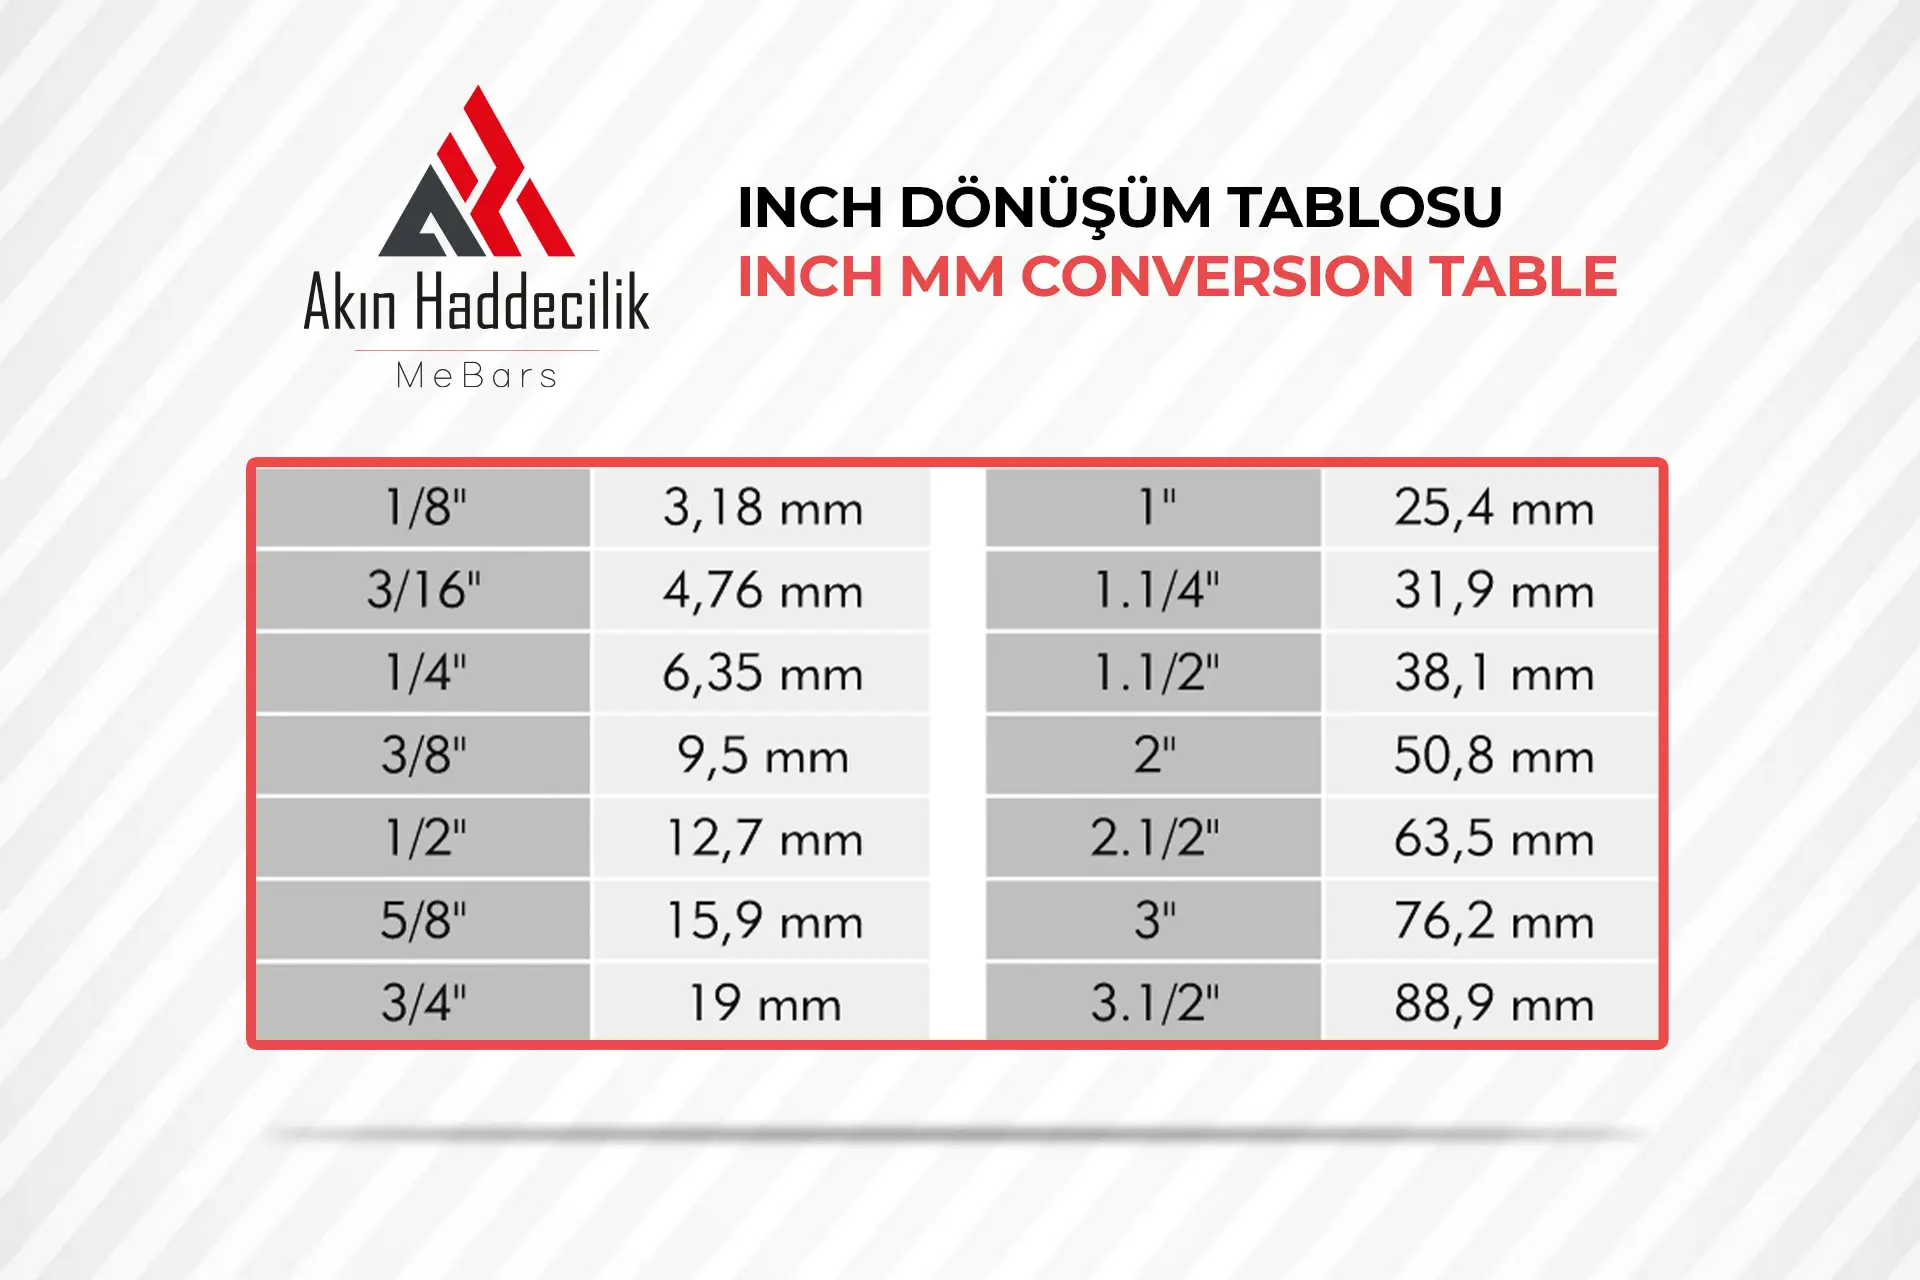 Akın Haddecilik
MeBars
INCH DÖNÜŞÜM TABLOSU
INCH MM CONVERSION TABLE
1/8" 3,18 mm 1" 25,4 mm
3/16" 4,76 mm 1.1/4" 31,9 mm
1/4" 6,35 mm 1.1/2" 38,1 mm
3/8" 9,5 mm 2" 50,8 mm
1/2" 12,7 mm 2.1/2" 63,5 mm
5/8" 15,9 mm 3" 76,2 mm
3/4" 19 mm 3.1/2" 88,9 mm